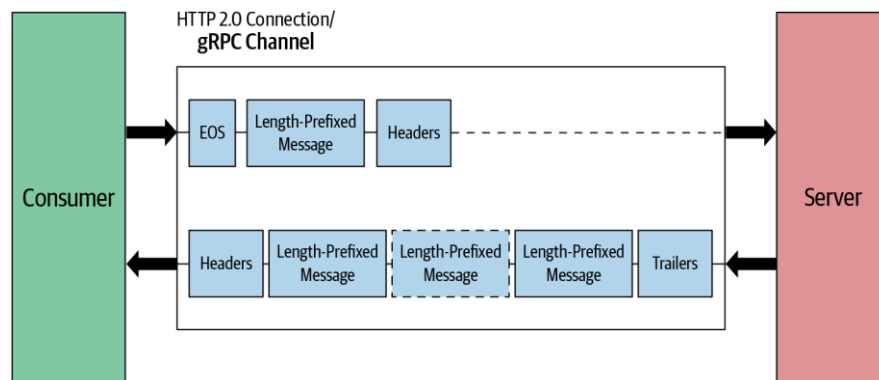 HTTP 2.0 Connection/
gRPC Channel
Consumer
EOS
Length-Prefixed
Message
Headers
Server
Headers
Length-Prefixed
Message
Length-Prefixed
Message
Length-Prefixed
Message
Trailers